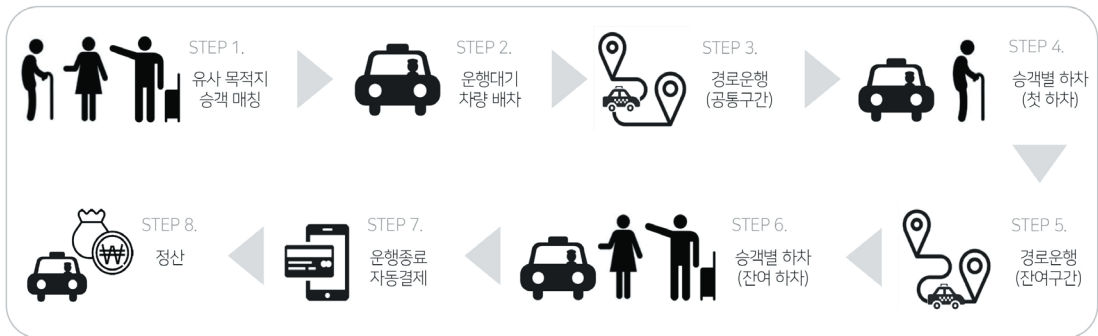 STEP 1.
유사 목적지
승객 매칭
STEP 2.
운행대기
차량 배차
STEP 3.
경로운행
(공통구간)
STEP 4.
승객별 하차
(첫 하차)
STEP 5.
경로운행
(잔여구간)
STEP 6.
승객별 하차
(잔여 하차)
STEP 7.
운행종료
자동결제
STEP 8.
정산